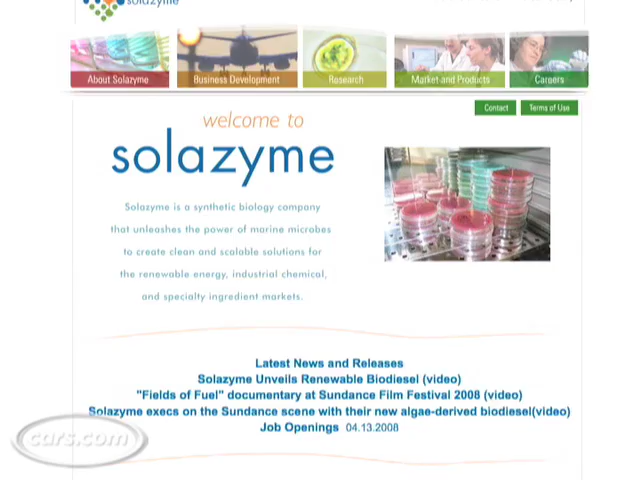 solazyme
About Solazyme
Business Development
Research
Market and Products
Careers
Contact
Terms of Use
welcome to
solazyme
Solazyme is a synthetic biology company
that unleashes the power of marine microbes
to create clean and scalable solutions for
the renewable energy, industrial chemical,
and specialty ingredient markets.
Latest News and Releases
Solazyme Unveils Renewable Biodiesel (video)
"Fields of Fuel" documentary at Sundance Film Festival 2008 (video)
Solazyme execs on the Sundance scene with their new algae-derived biodiesel(video)
Job Openings 04.13.2008
cars.com